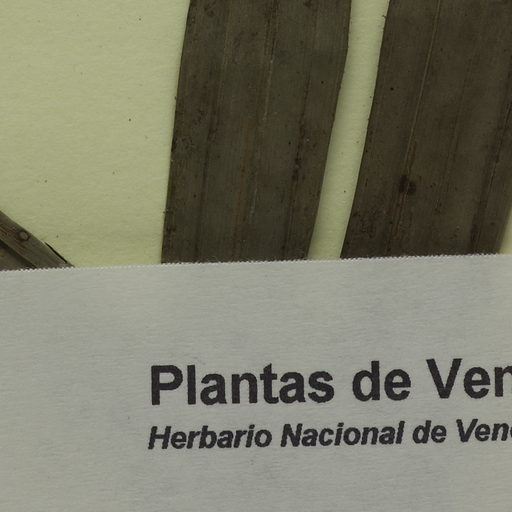 Plantas de Ven
Herbario Nacional de Ven